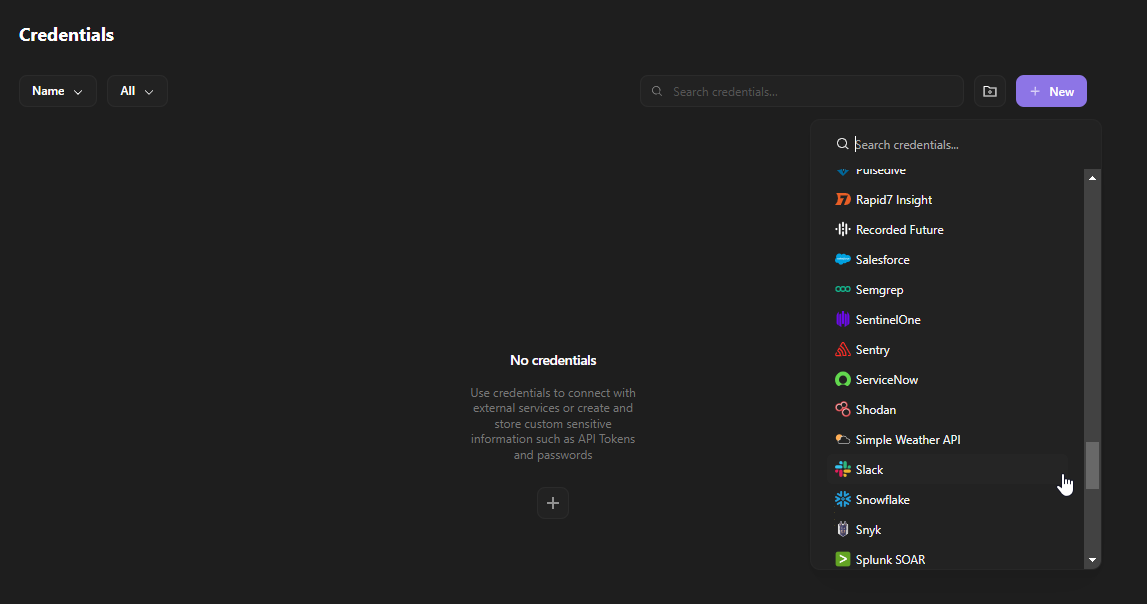 Credentials
Name
All
Search credentials...
New
Search credentials...
Pulsedive
Rapid7 Insight
Recorded Future
Salesforce
Semgrep
SentinelOne
Sentry
ServiceNow
Shodan
Simple Weather API
Slack
Snowflake
Snyk
Splunk SOAR
No credentials
Use credentials to connect with
external services or create and
store custom sensitive
information such as API Tokens
and passwords